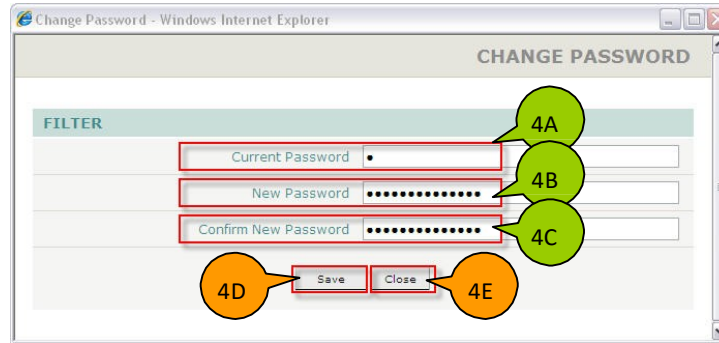 Change Password - Windows Internet Explorer
CHANGE PASSWORD
FILTER
4A
Current Password •
4B
New Password ••••••••••••••
4C
Confirm New Password ••••••••••••••
4D Save Close 4E